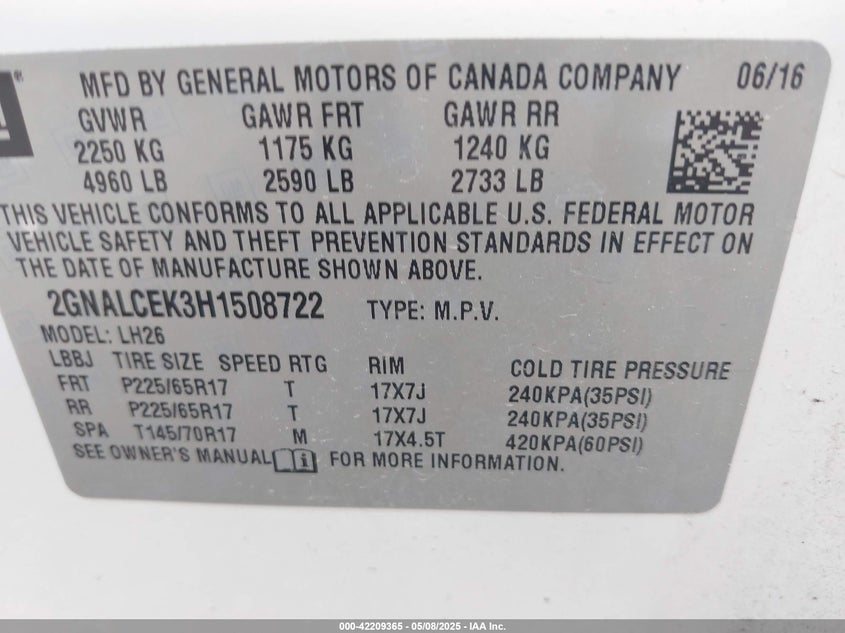 MFD BY GENERAL MOTORS OF CANADA COMPANY 06/16
GVWR GAWR FRT GAWR RR
2250 KG 1175 KG 1240 KG
4960 LB 2590 LB 2733 LB
THIS VEHICLE CONFORMS TO ALL APPLICABLE U.S. FEDERAL MOTOR
VEHICLE SAFETY AND THEFT PREVENTION STANDARDS IN EFFECT ON
THE DATE OF MANUFACTURE SHOWN ABOVE.
2GNALCEK3H1508722 TYPE: M.P.V.
MODEL: LH26
LBBJ TIRE SIZE SPEED RTG RIM COLD TIRE PRESSURE
FRT P225/65R17 T 17X7J 240KPA(35PSI)
RR P225/65R17 T 17X7J 240KPA(35PSI)
SPA T145/70R17 M 17X4.5T 420KPA(60PSI)
SEE OWNER'S MANUAL FOR MORE INFORMATION.
000-42209365 - 05/08/2025 - IAA Inc.